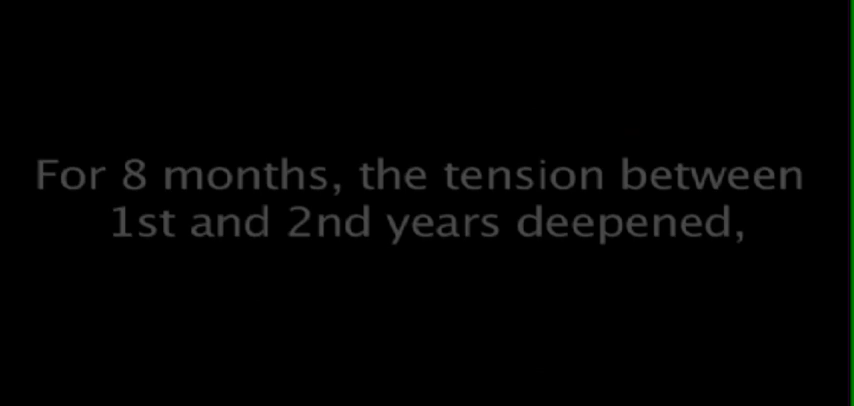 For 8 months, the tension between
1st and 2nd years deepened,